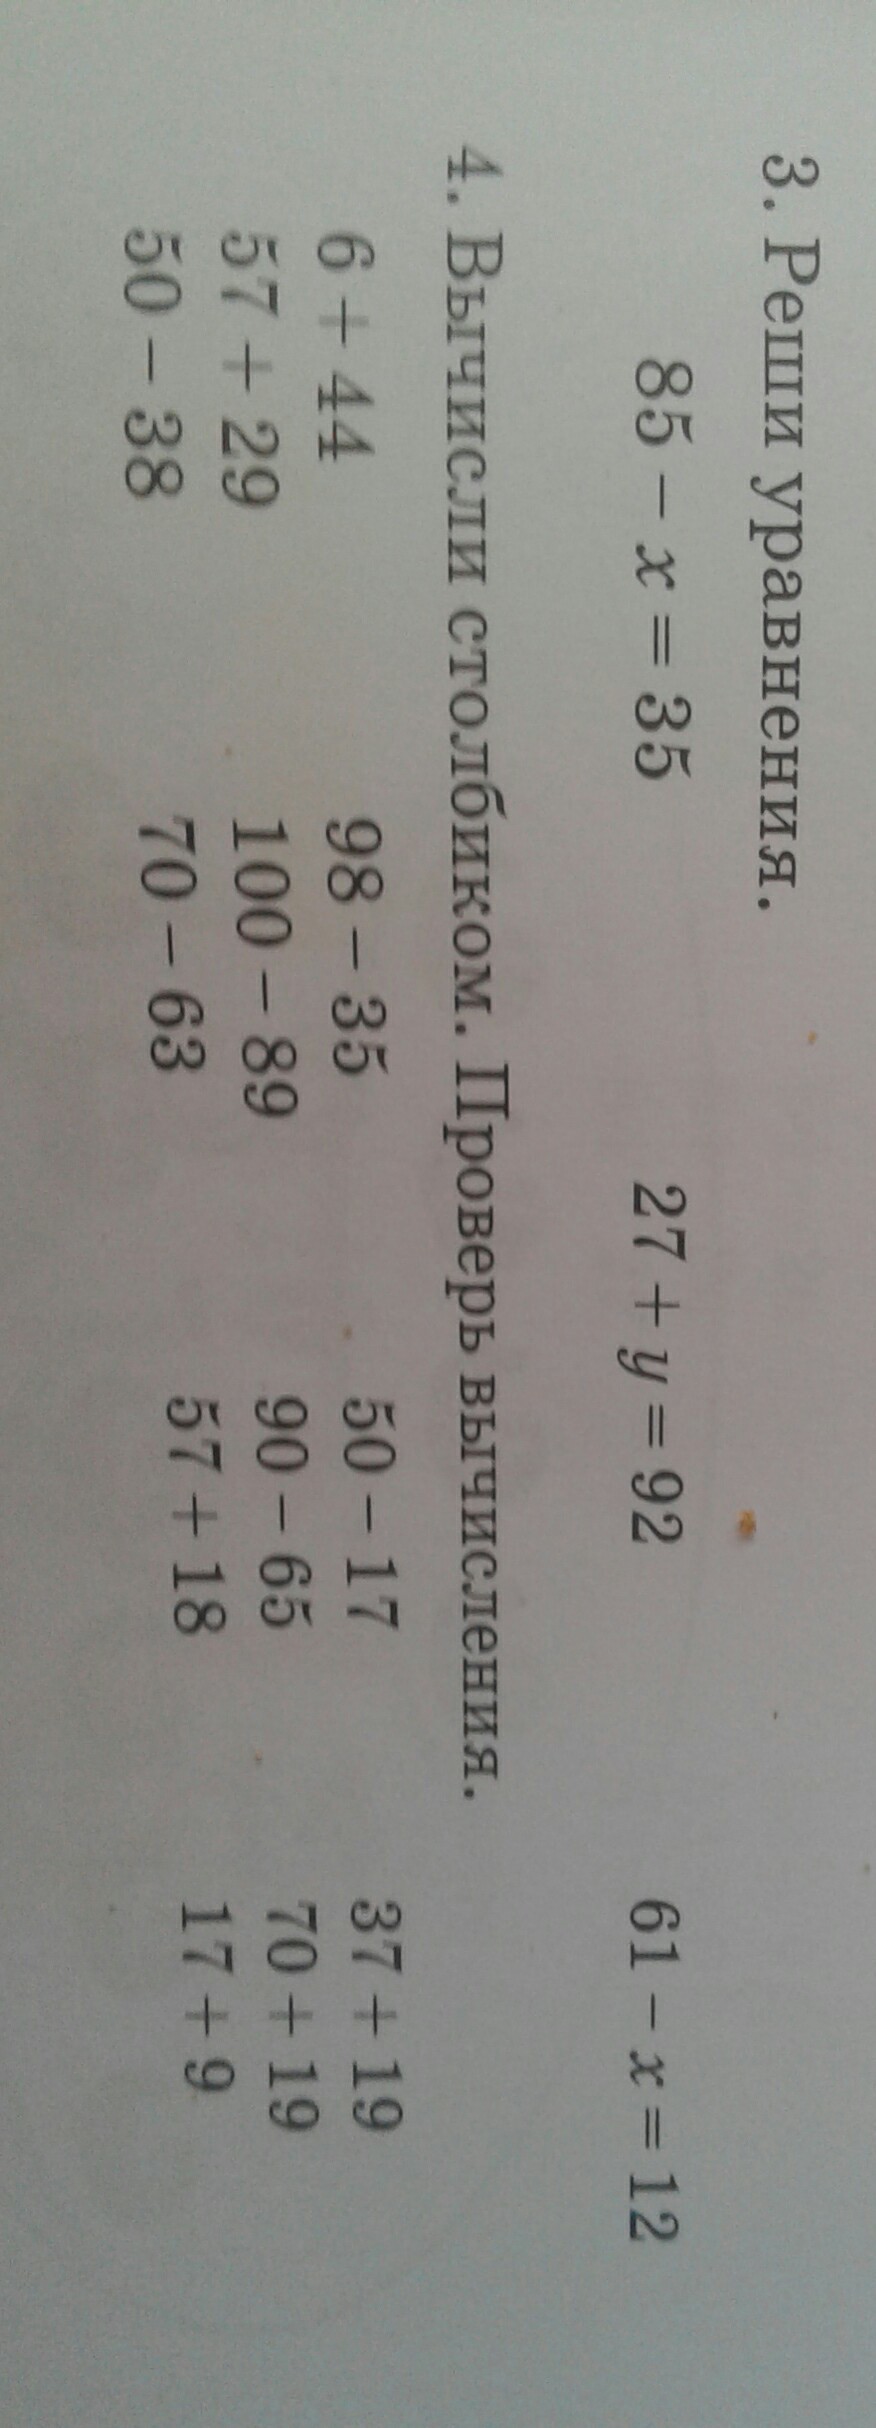 3. Реши уравнения.
85 − x = 35 27 + y = 92 61 − x = 12
4. Вычисли столбиком. Проверь вычисления.
6 + 44 98 − 35 50 − 17 37 + 19
57 + 29 100 − 89 90 − 65 70 + 19
50 − 38 70 − 63 57 + 18 17 + 9